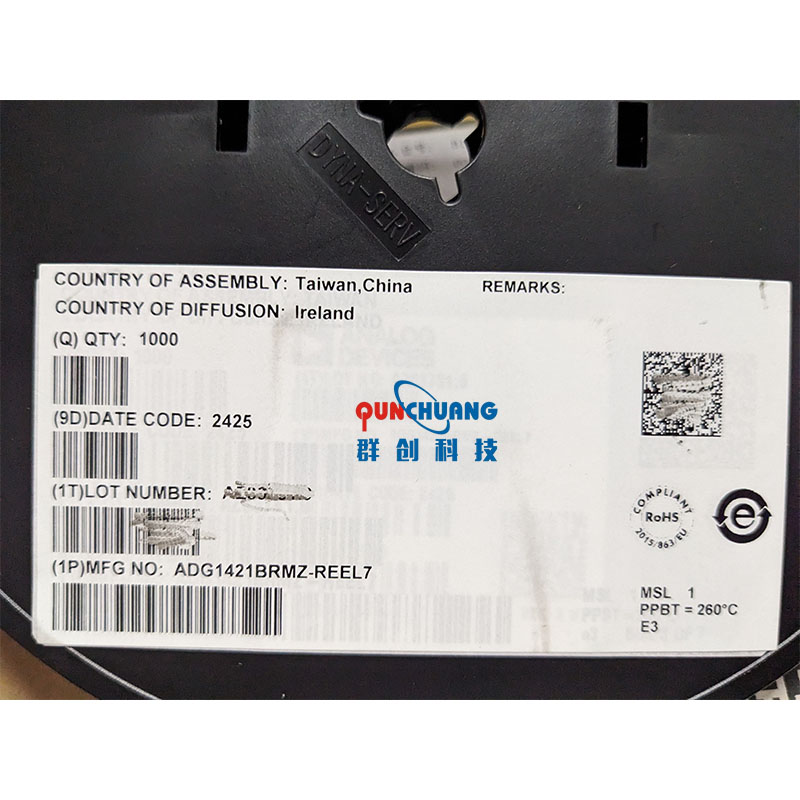 DYNA-SERV
COUNTRY OF ASSEMBLY: Taiwan,China
REMARKS:
COUNTRY OF DIFFUSION: Ireland
(Q) QTY: 1000
ANALOG
DEVICES
QUNCHUANG
群创科技
(9D)DATE CODE: 2425
(1T)LOT NUMBER:
COMPLIANT
RoHS
2015/863/EU
e
(1P)MFG NO: ADG1421BRMZ-REEL7
MSL 1
PPBT = 260°C
E3